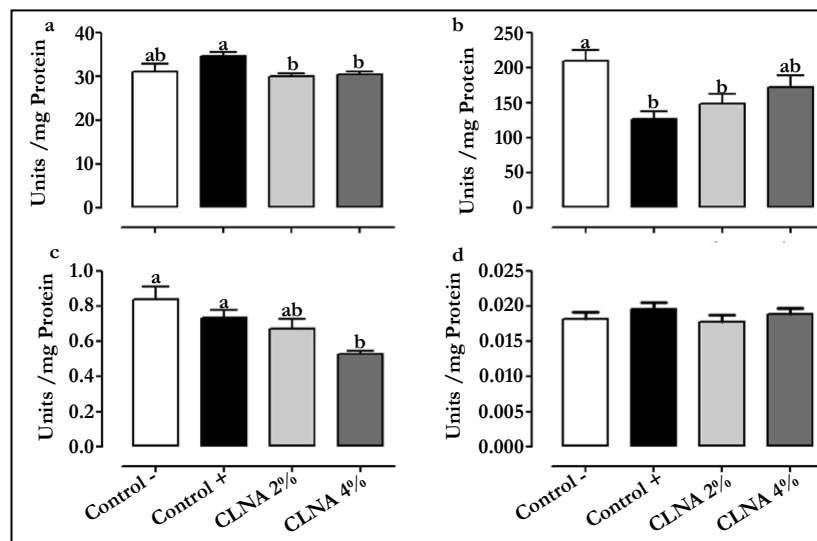 a
Units /mg Protein
40
30
20
10
0
ab
a
b
b
b
Units /mg Protein
250
200
150
100
50
0
a
b
b
ab
c
Units /mg Protein
1.0
0.8
0.6
0.4
0.2
0.0
a
a
ab
b
Control -
Control +
CLNA 2%
CLNA 4%
d
Units /mg Protein
0.025
0.020
0.015
0.010
0.005
0.000
Control -
Control +
CLNA 2%
CLNA 4%